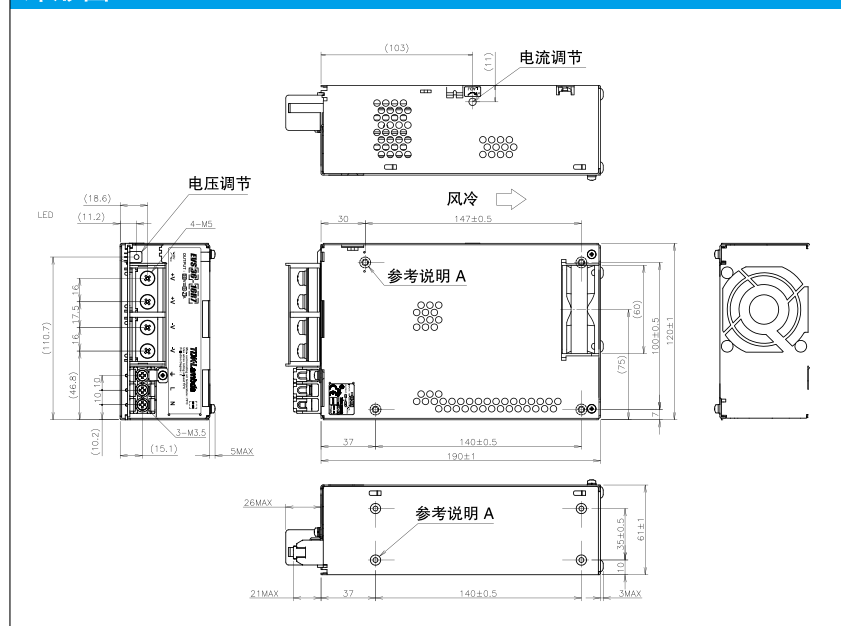 (103)
(11)
电流调节
电压调节
风冷
(18.6)
LED
(11.2)
4-M5
30
147±0.5
参考说明 A
+V
+V
-V
-V
L
N
16
17.5
16
(110.7)
(46.8)
10,10
(10.2)
3-M3.5
(15.1)
5MAX
(60)
(75)
100±0.5
120±1
7
37
140±0.5
190±1
26MAX
参考说明 A
35±0.5
61±1
10
21MAX
37
140±0.5
3MAX